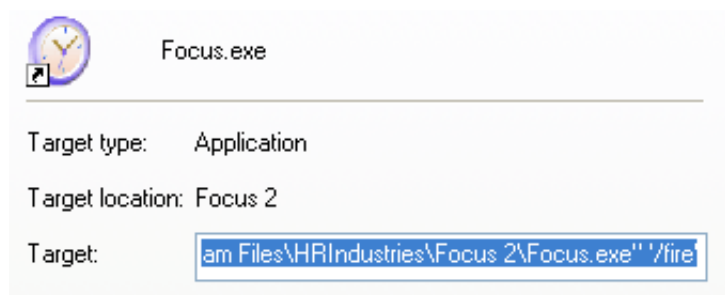 Focus.exe
Target type: Application
Target location: Focus 2
Target: am Files\HRIndustries\Focus 2\Focus.exe" '/fire'